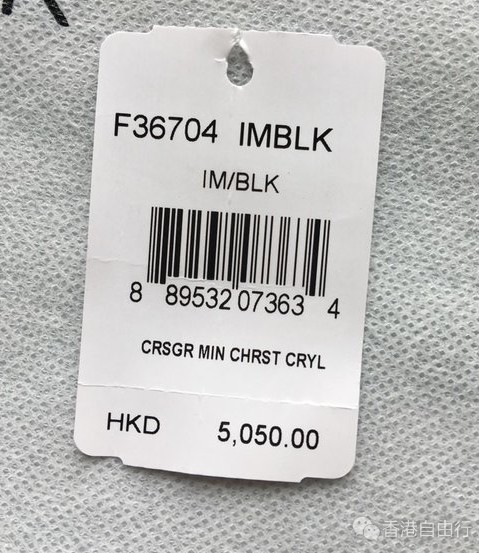 F36704 IMBLK
IM/BLK
8 89532 07363 4
CRSGR MIN CHRST CRYL
HKD 5,050.00
香港自由行